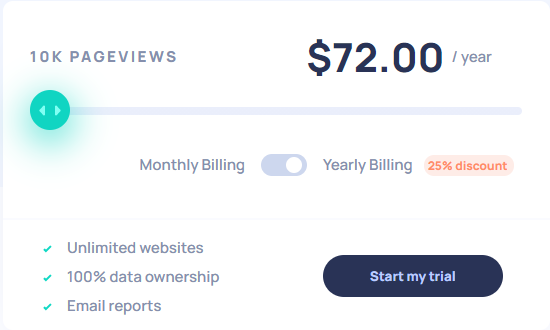 10K PAGEVIEWS
$72.00 / year
Monthly Billing Yearly Billing 25% discount
Unlimited websites
100% data ownership
Email reports
Start my trial